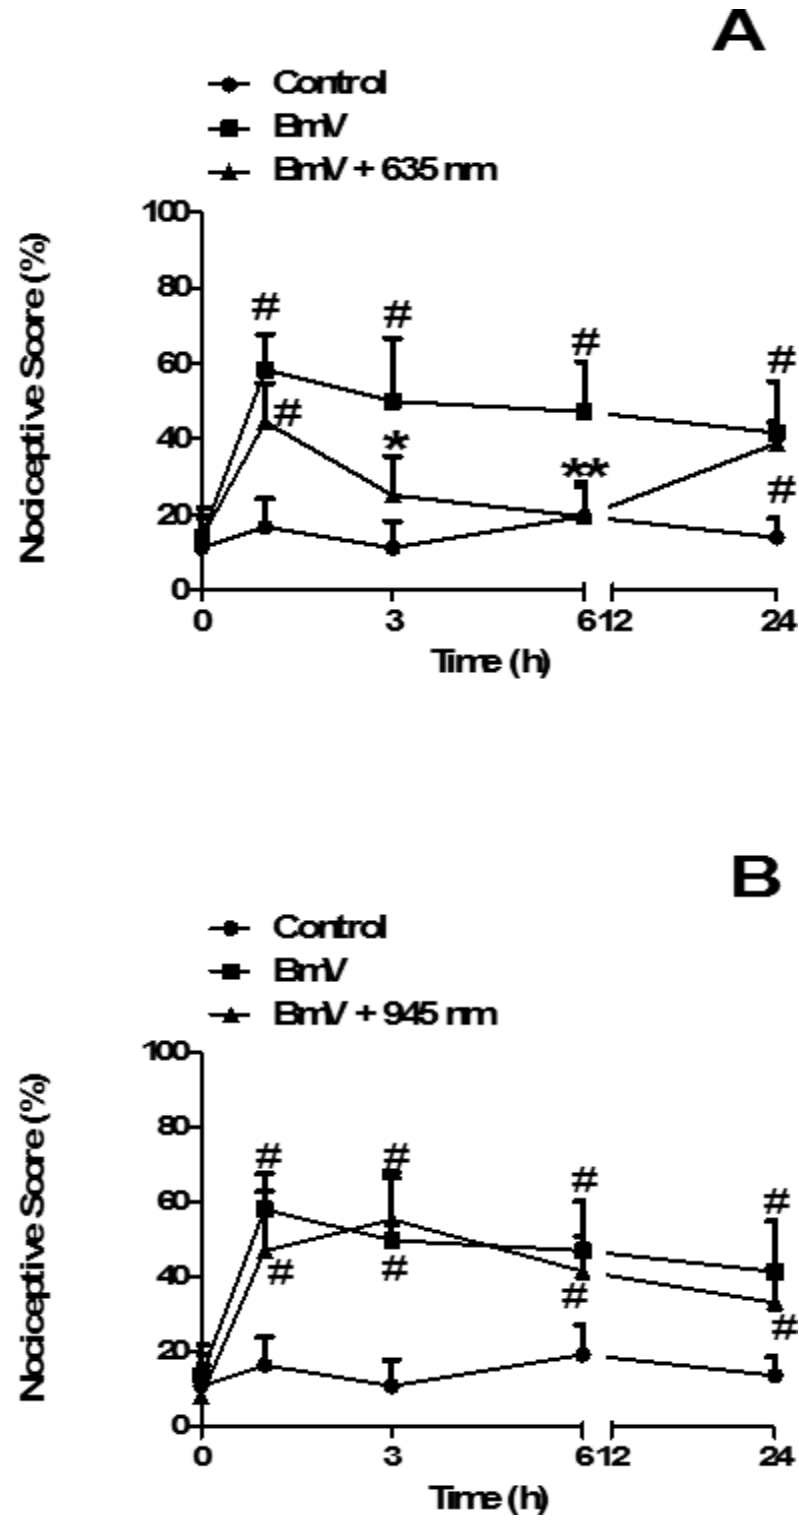 A
Control
BmV
BmV + 635 nm
Nociceptive Score (%)
100
80
60
40
20
0
# # # #
# * ** #
0 3 6 12 24
Time (h)
B
Control
BmV
BmV + 945 nm
Nociceptive Score (%)
100
80
60
40
20
0
# # # #
# # # #
0 3 6 12 24
Time (h)